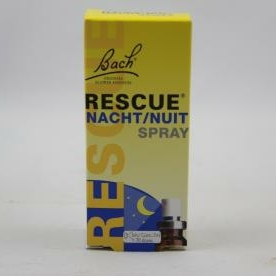 Bach
ORIGINAL
FLOWER REMEDIES
RESCUE®
NACHT/NUIT
SPRAY
RESCUE